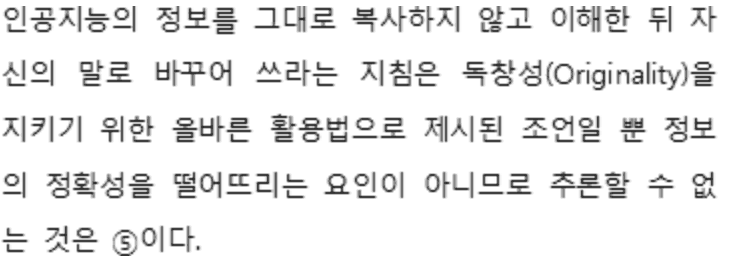 인공지능의 정보를 그대로 복사하지 않고 이해한 뒤 자
신의 말로 바꾸어 쓰라는 지침은 독창성(Originality)을
지키기 위한 올바른 활용법으로 제시된 조언일 뿐 정보
의 정확성을 떨어뜨리는 요인이 아니므로 추론할 수 없
는 것은 ⑤이다.